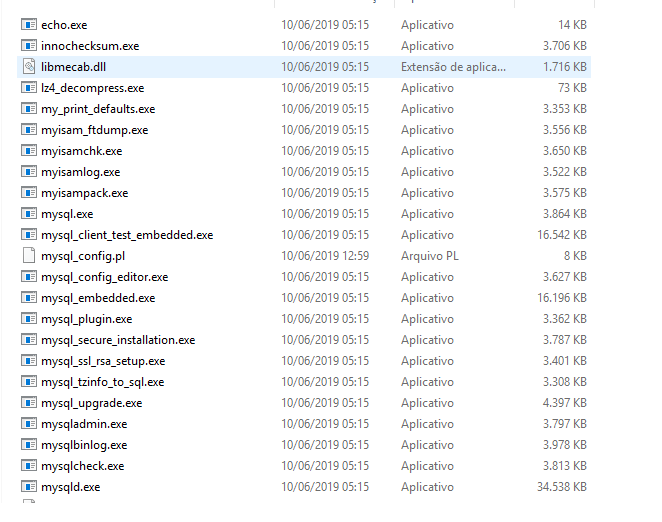 echo.exe 10/06/2019 05:15 Aplicativo 14 KB
innochecksum.exe 10/06/2019 05:15 Aplicativo 3.706 KB
libmecab.dll 10/06/2019 05:15 Extensão de aplica... 1.716 KB
lz4_decompress.exe 10/06/2019 05:15 Aplicativo 73 KB
my_print_defaults.exe 10/06/2019 05:15 Aplicativo 3.353 KB
myisam_ftdump.exe 10/06/2019 05:15 Aplicativo 3.556 KB
myisamchk.exe 10/06/2019 05:15 Aplicativo 3.650 KB
myisamlog.exe 10/06/2019 05:15 Aplicativo 3.522 KB
myisampack.exe 10/06/2019 05:15 Aplicativo 3.575 KB
mysql.exe 10/06/2019 05:15 Aplicativo 3.864 KB
mysql_client_test_embedded.exe 10/06/2019 05:15 Aplicativo 16.542 KB
mysql_config.pl 10/06/2019 12:59 Arquivo PL 8 KB
mysql_config_editor.exe 10/06/2019 05:15 Aplicativo 3.627 KB
mysql_embedded.exe 10/06/2019 05:15 Aplicativo 16.196 KB
mysql_plugin.exe 10/06/2019 05:15 Aplicativo 3.362 KB
mysql_secure_installation.exe 10/06/2019 05:15 Aplicativo 3.787 KB
mysql_ssl_rsa_setup.exe 10/06/2019 05:15 Aplicativo 3.401 KB
mysql_tzinfo_to_sql.exe 10/06/2019 05:15 Aplicativo 3.308 KB
mysql_upgrade.exe 10/06/2019 05:15 Aplicativo 4.397 KB
mysqladmin.exe 10/06/2019 05:15 Aplicativo 3.797 KB
mysqlbinlog.exe 10/06/2019 05:15 Aplicativo 3.978 KB
mysqlcheck.exe 10/06/2019 05:15 Aplicativo 3.813 KB
mysqld.exe 10/06/2019 05:15 Aplicativo 34.538 KB